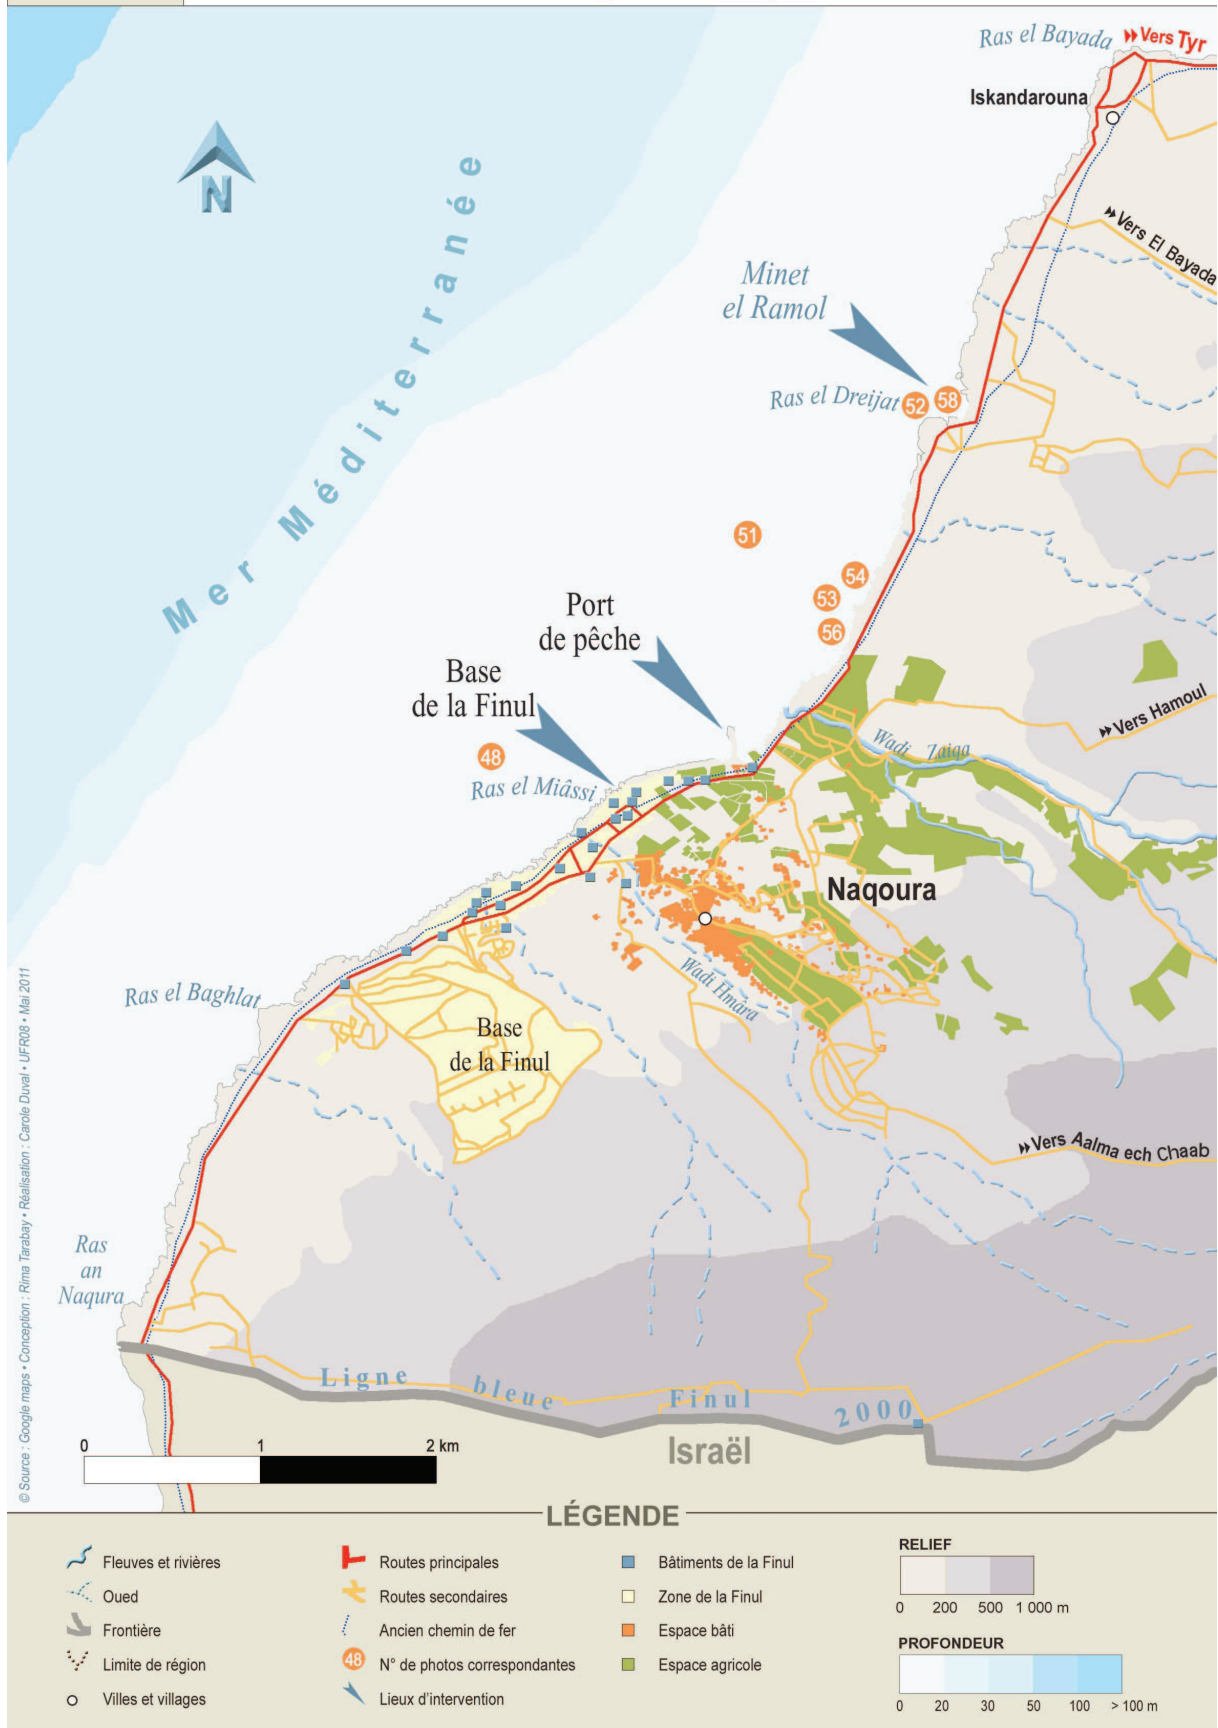 Ras el Bayada
Vers Tyr
Iskandarouna
N
Mer Méditerranée
Vers El Bayada
Minet
el Ramol
Ras el Dreijat
52
58
51
54
53
56
Port
de pêche
Base
de la Finul
48
Ras el Miâssi
Vers Hamoul
Wadi Zaiqa
Naqoura
Wadi Hmâra
Ras el Baghlat
Base
de la Finul
Vers Aalma ech Chaab
Ras
an
Naqura
Ligne bleue Finul 2000
Israël
0 1 2 km
© Source : Google maps • Conception : Rima Tarabay • Réalisation : Carole Duval • UFR08 • Mai 2011
LÉGENDE
Fleuves et rivières
Oued
Frontière
Limite de région
Villes et villages
Routes principales
Routes secondaires
Ancien chemin de fer
48
N° de photos correspondantes
Lieux d'intervention
Bâtiments de la Finul
Zone de la Finul
Espace bâti
Espace agricole
RELIEF
0 200 500 1 000 m
PROFONDEUR
0 20 30 50 100 > 100 m